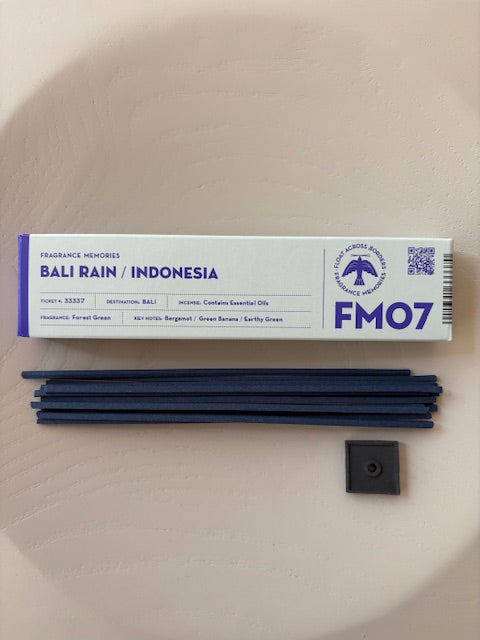 FRAGRANCE MEMORIES
BALI RAIN / INDONESIA
TICKET #. 33337 DESTINATION: BALI INCENSE: Contains Essential Oils
FRAGRANCE: Forest Green KEY NOTES: Bergamot / Green Banana / Earthy Green
FLOAT ACROSS BORDERS
FRAGRANCE MEMORIES
FM07